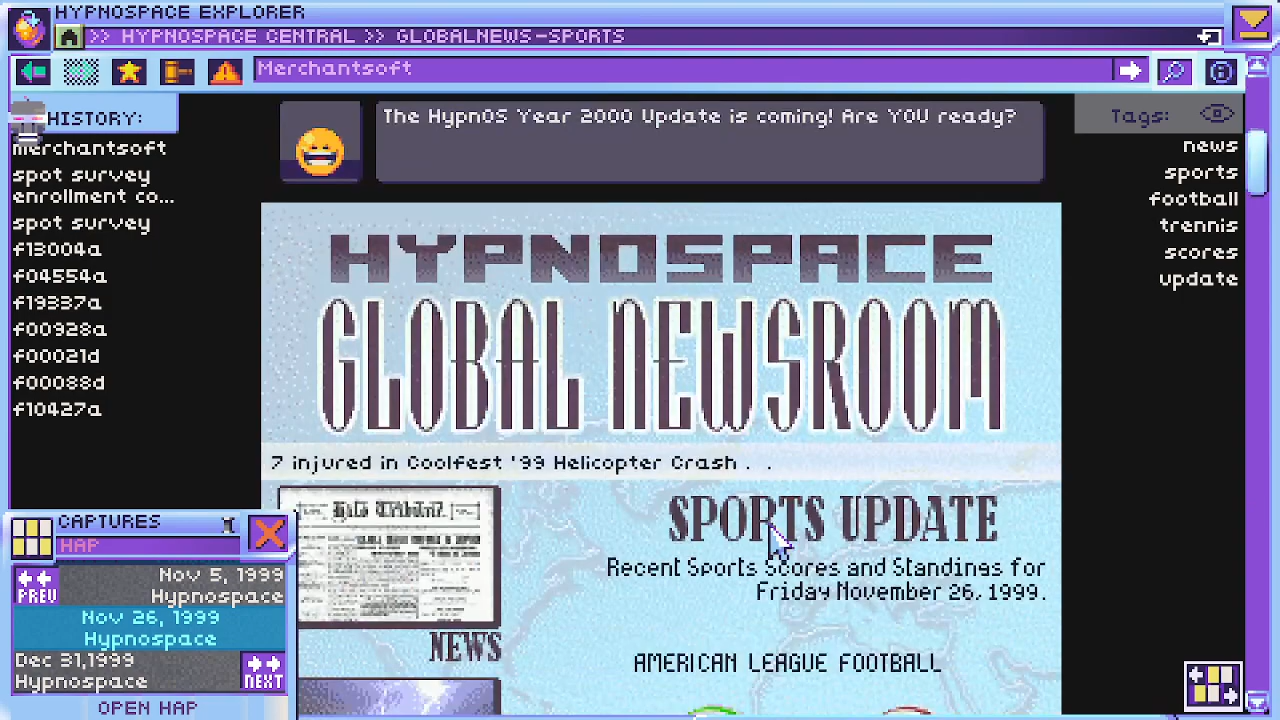 HYPNOSPACE EXPLORER
>> HYPNOSPACE CENTRAL >> GLOBALNEWS-SPORTS
Merchantsoft
HISTORY:
merchantsoft
spot survey
enrollment co...
spot survey
f13004a
f04554a
f19337a
f00928a
f00021d
f00088d
f10427a
The HypnOS Year 2000 Update is coming! Are YOU ready?
Tags:
news
sports
football
trennis
scores
update
HYPNOSPACE
GLOBAL NEWSROOM
7 injured in Coolfest '99 Helicopter Crash . .
SPORTS UPDATE
Recent Sports Scores and Standings for
Friday November 26, 1999.
NEWS
AMERICAN LEAGUE FOOTBALL
CAPTURES
HAP
PREV
Nov 5, 1999
Hypnospace
Nov 26, 1999
Hypnospace
Dec 31,1999
Hypnospace
NEXT
OPEN HAP